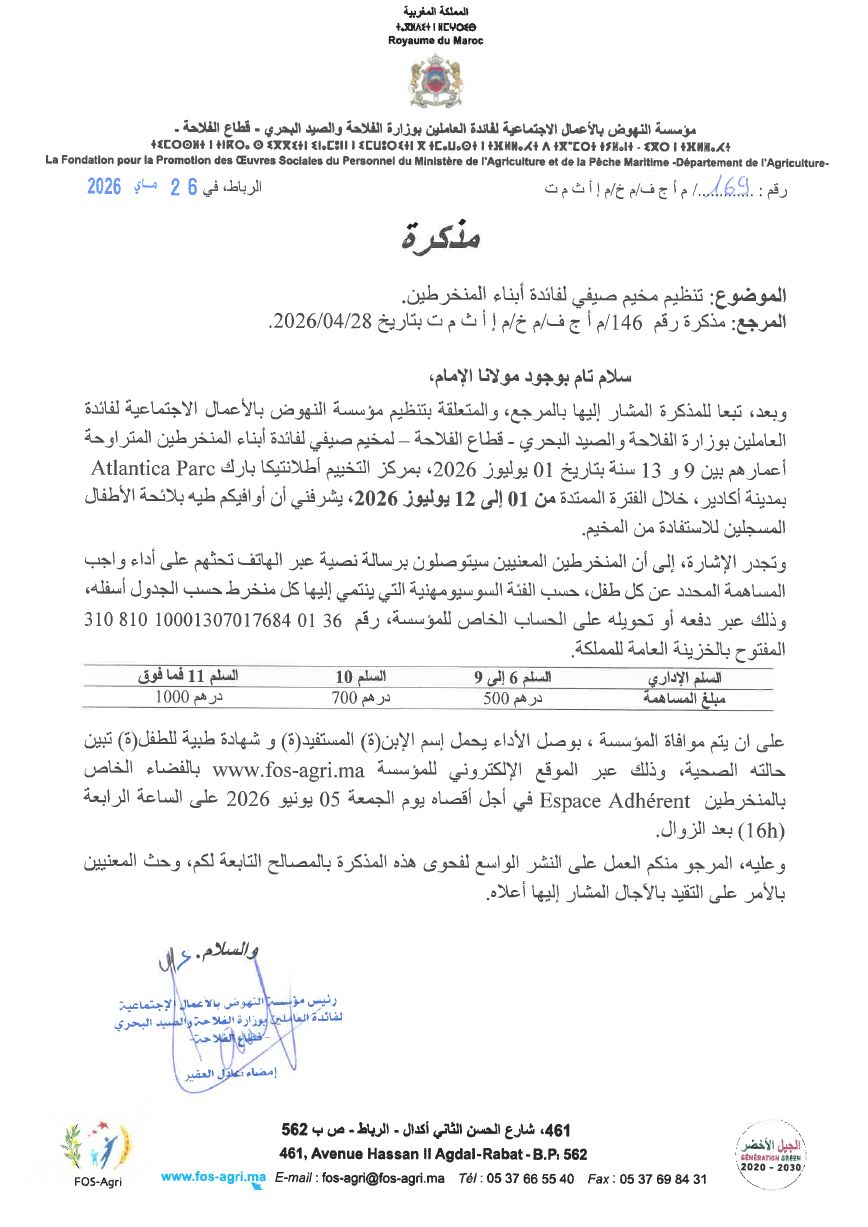 المملكة المغربية
ⵜⴰⴳⵍⴷⵉⵜ ⵏ ⵍⵎⵖⵔⵉⴱ
Royaume du Maroc
مؤسسة النهوض بالأعمال الاجتماعية لفائدة العاملين بوزارة الفلاحة والصيد البحري - قطاع الفلاحة -
La Fondation pour la Promotion des Œuvres Sociales du Personnel du Ministère de l'Agriculture et de la Pêche Maritime -Département de l'Agriculture-
رقم : ...169.../ م أ ج ف/م خ/م إ أ ث م ت
الرباط، في 26 ماي 2026
مذكرة
الموضوع: تنظيم مخيم صيفي لفائدة أبناء المنخرطين.
المرجع: مذكرة رقم 146/م أ ج ف/م خ/م إ أ ث م ت بتاريخ 2026/04/28.
سلام تام بوجود مولانا الإمام،
وبعد، تبعا للمذكرة المشار إليها بالمرجع، والمتعلقة بتنظيم مؤسسة النهوض بالأعمال الاجتماعية لفائدة
العاملين بوزارة الفلاحة والصيد البحري - قطاع الفلاحة – لمخيم صيفي لفائدة أبناء المنخرطين المتراوحة
أعمارهم بين 9 و 13 سنة بتاريخ 01 يوليوز 2026، بمركز التخييم أطلانتيكا بارك Atlantica Parc
بمدينة أكادير، خلال الفترة الممتدة من 01 إلى 12 يوليوز 2026، يشرفني أن أوافيكم طيه بلائحة الأطفال
المسجلين للاستفادة من المخيم.
وتجدر الإشارة، إلى أن المنخرطين المعنيين سيتوصلون برسالة نصية عبر الهاتف تحثهم على أداء واجب
المساهمة المحدد عن كل طفل، حسب الفئة السوسيومهنية التي ينتمي إليها كل منخرط حسب الجدول أسفله،
وذلك عبر دفعه أو تحويله على الحساب الخاص للمؤسسة، رقم 36 01 10001307017684 810 310
المفتوح بالخزينة العامة للمملكة.
السلم الإداري السلم 6 إلى 9 السلم 10 السلم 11 فما فوق
مبلغ المساهمة 500 درهم 700 درهم 1000 درهم
على ان يتم موافاة المؤسسة ، بوصل الأداء يحمل إسم الإبن(ة) المستفيد(ة) و شهادة طبية للطفل(ة) تبين
حالته الصحية، وذلك عبر الموقع الإلكتروني للمؤسسة www.fos-agri.ma بالفضاء الخاص
بالمنخرطين Espace Adhérent في أجل أقصاه يوم الجمعة 05 يونيو 2026 على الساعة الرابعة
(16h) بعد الزوال.
وعليه، المرجو منكم العمل على النشر الواسع لفحوى هذه المذكرة بالمصالح التابعة لكم، وحث المعنيين
بالأمر على التقيد بالآجال المشار إليها أعلاه.
والسلام.
رئيس مؤسسة النهوض بالاعمال الإجتماعية
لفائدة العاملين بوزارة الفلاحة والصيد البحري
-قطاع الفلاحة-
إمضاء:عادل العفير
461، شارع الحسن الثاني أكدال - الرباط - ص ب 562
461, Avenue Hassan II Agdal-Rabat - B.P: 562
www.fos-agri.ma E-mail : fos-agri@fos-agri.ma Tél : 05 37 66 55 40 Fax : 05 37 69 84 31
FOS-Agri
الجيل الأخضر
GÉNÉRATION GREEN
2020 - 2030